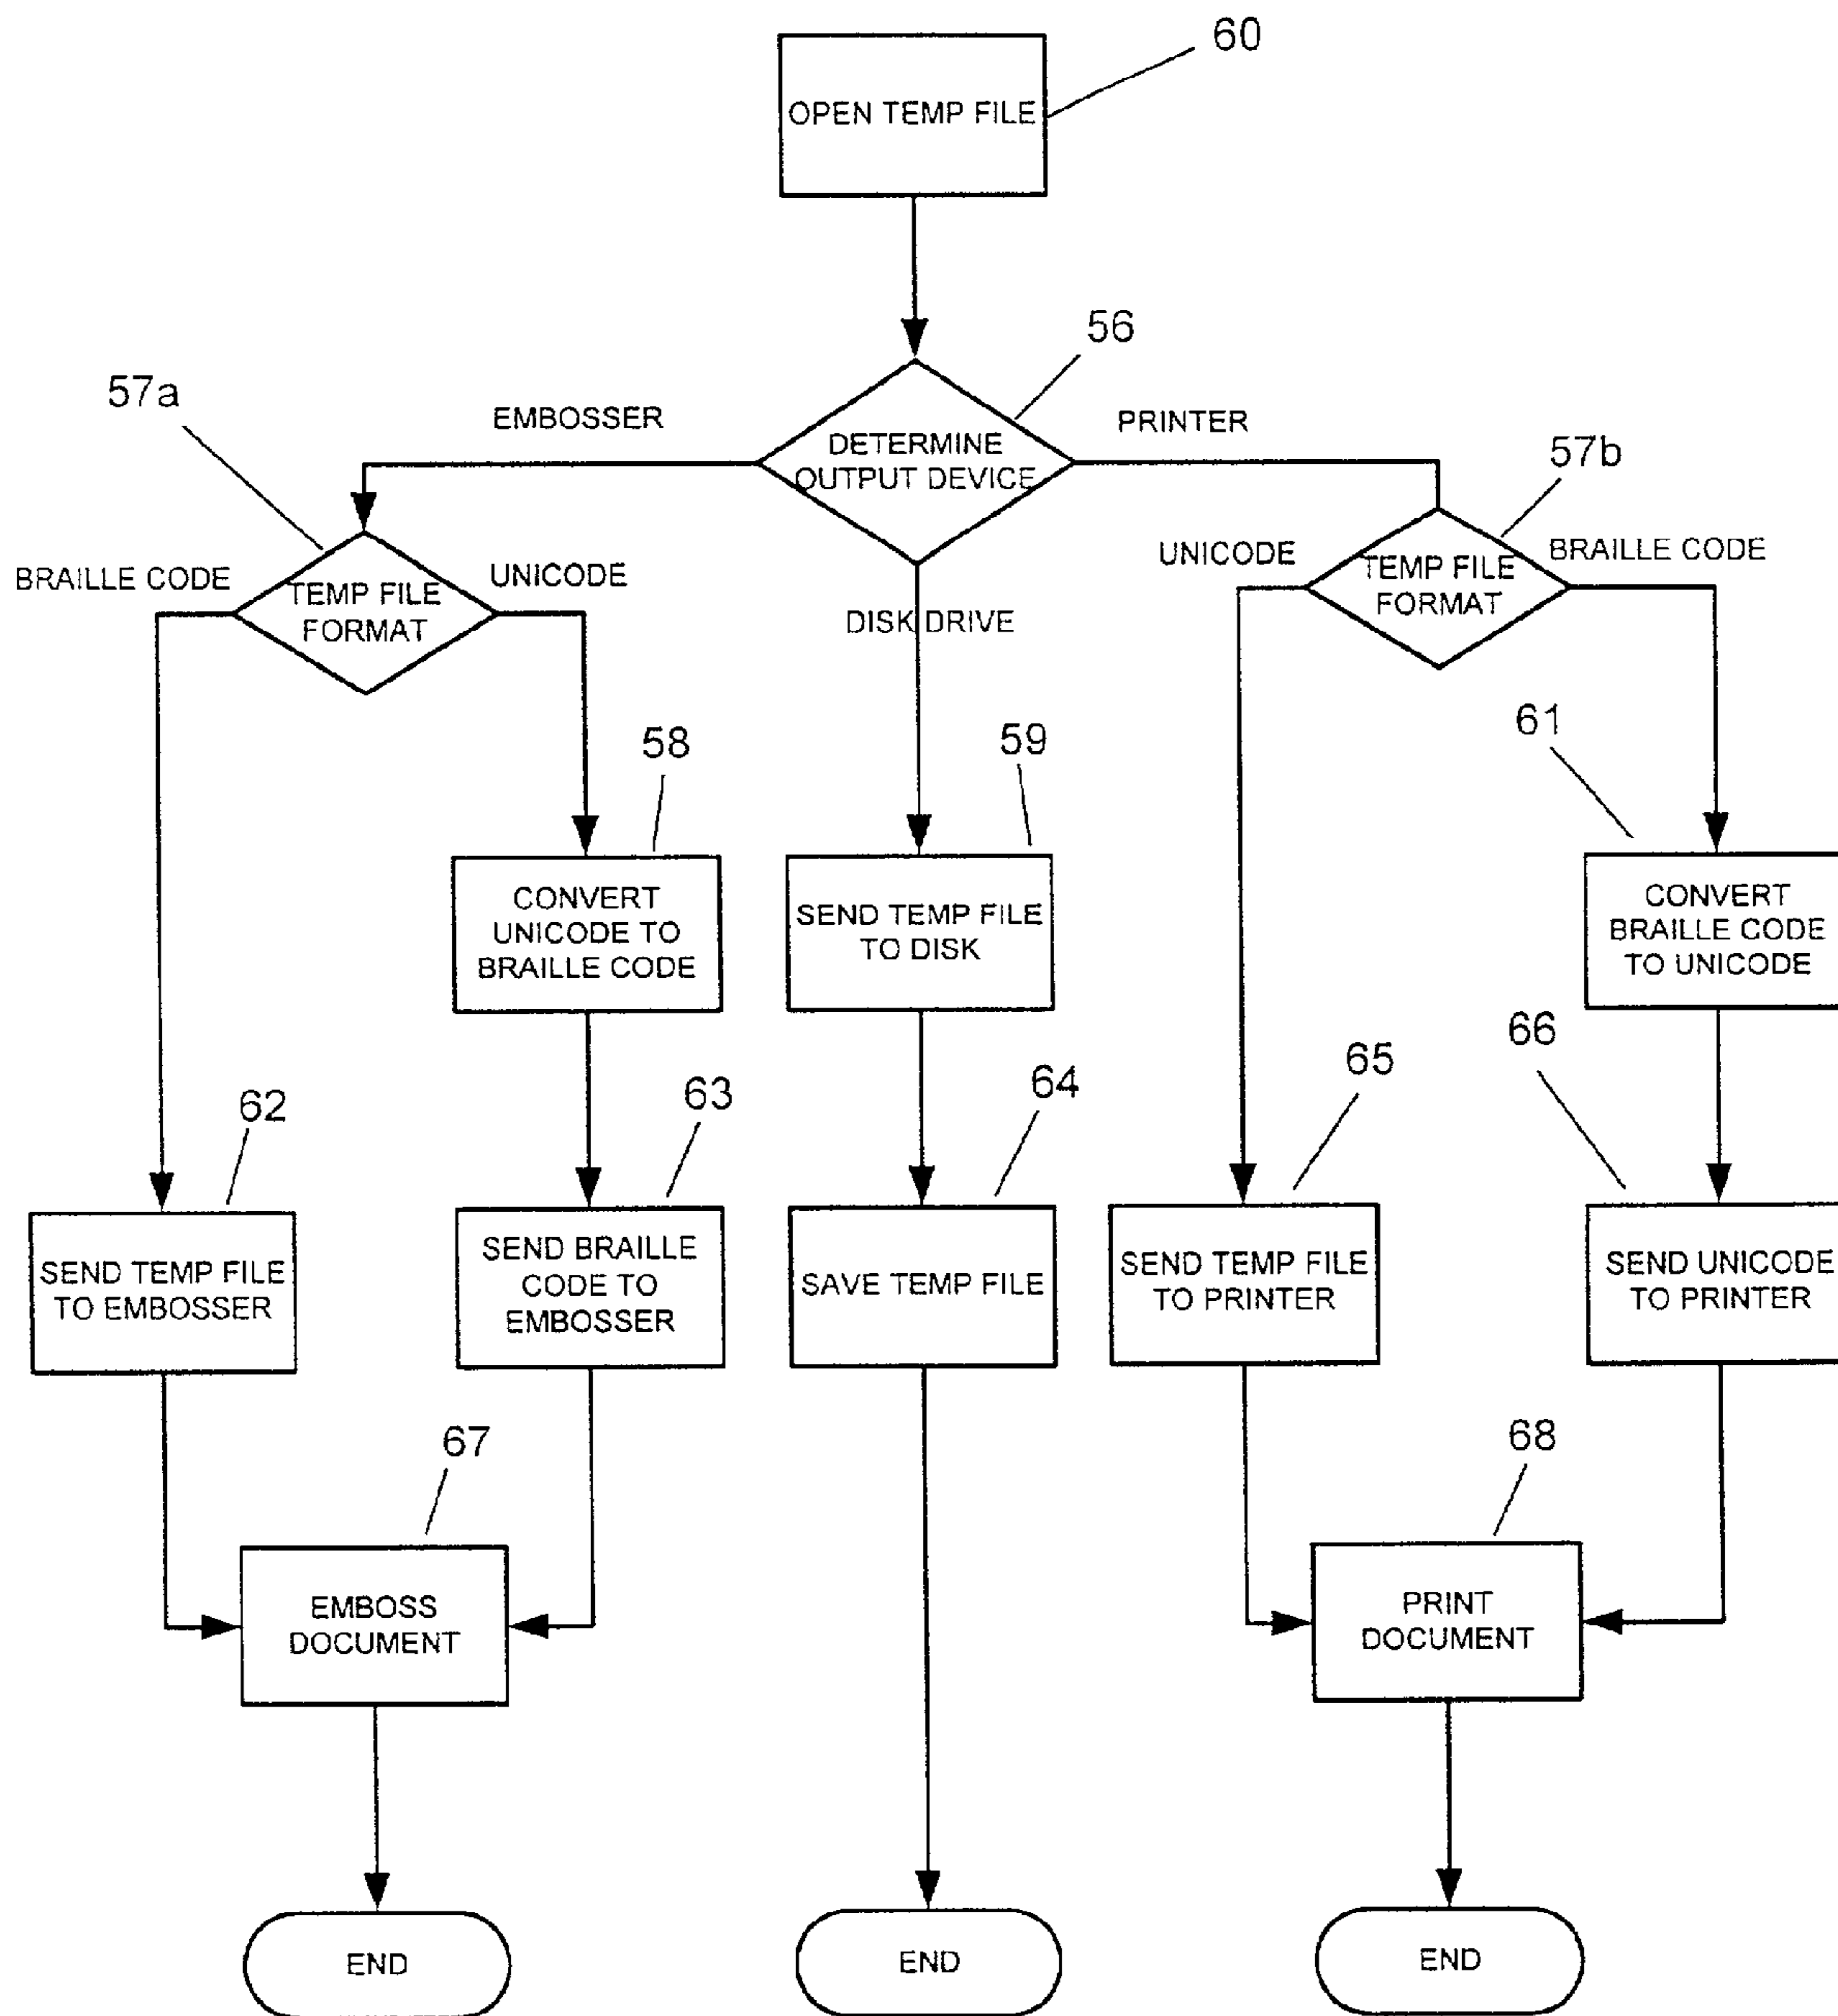 60
OPEN TEMP FILE
56
57a
EMBOSSER
PRINTER
DETERMINE
OUTPUT DEVICE
57b
BRAILLE CODE
UNICODE
TEMP FILE
FORMAT
DISK DRIVE
UNICODE
BRAILLE CODE
TEMP FILE
FORMAT
58
59
61
CONVERT
UNICODE TO
BRAILLE CODE
SEND TEMP FILE
TO DISK
CONVERT
BRAILLE CODE
TO UNICODE
62
63
64
65
66
SEND TEMP FILE
TO EMBOSSER
SEND BRAILLE
CODE TO
EMBOSSER
SAVE TEMP FILE
SEND TEMP FILE
TO PRINTER
SEND UNICODE
TO PRINTER
67
68
EMBOSS
DOCUMENT
PRINT
DOCUMENT
END
END
END